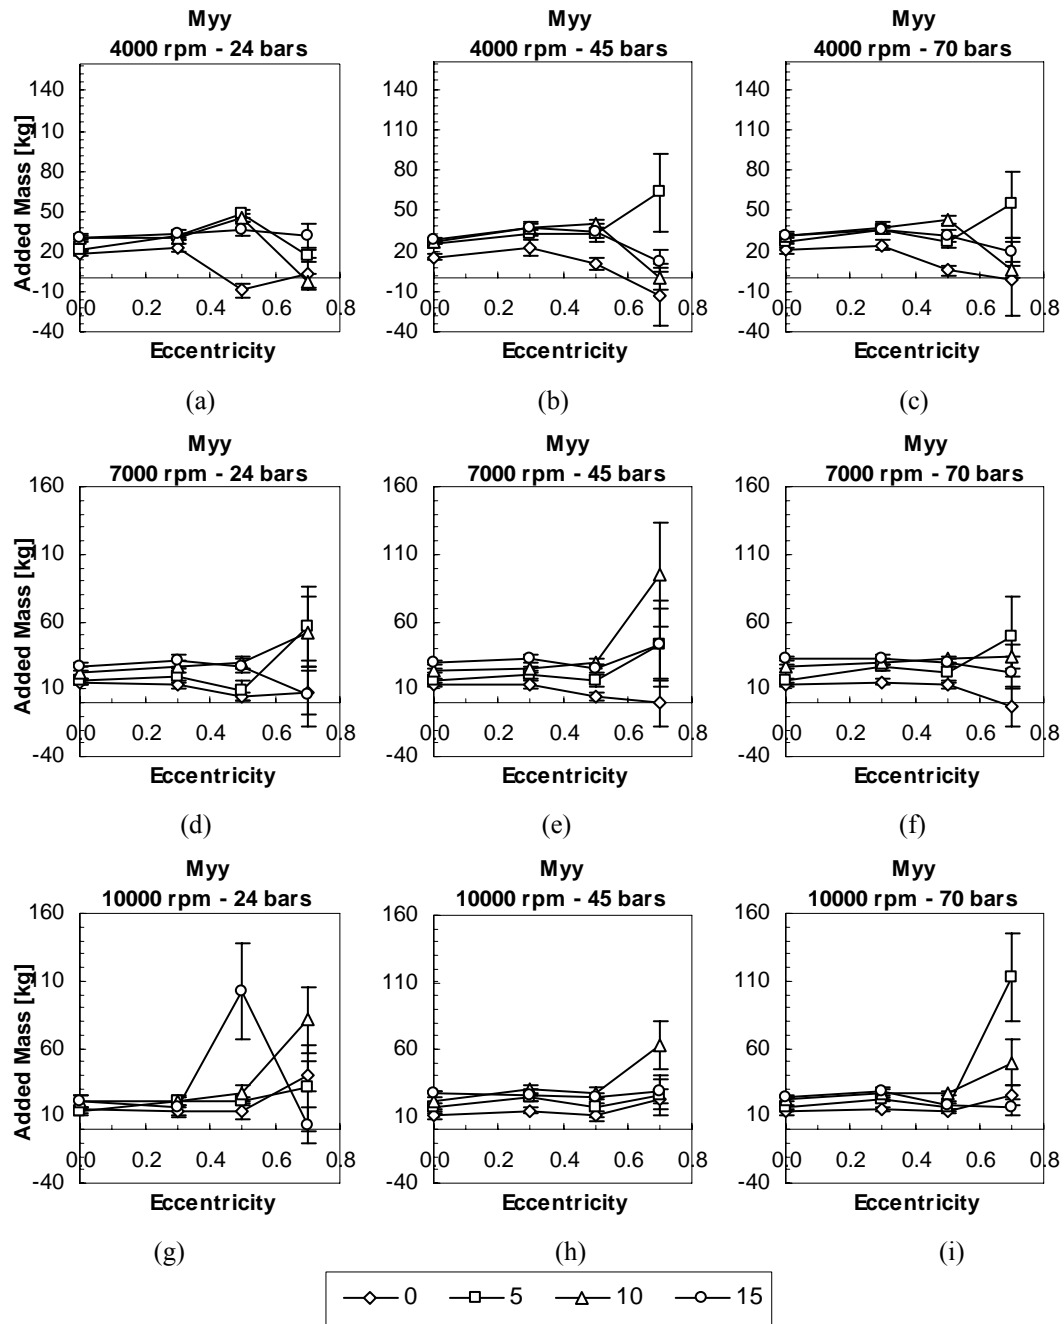 Myy
4000 rpm - 24 bars
Added Mass [kg]
140
110
80
50
20
-10
-40
0.0 0.2 0.4 0.6 0.8
Eccentricity
(a)
Myy
4000 rpm - 45 bars
140
110
80
50
20
-10
-40
0.0 0.2 0.4 0.6 0.8
Eccentricity
(b)
Myy
4000 rpm - 70 bars
140
110
80
50
20
-10
-40
0.0 0.2 0.4 0.6 0.8
Eccentricity
(c)
Myy
7000 rpm - 24 bars
Added Mass [kg]
160
110
60
10
-40
0.0 0.2 0.4 0.6 0.8
Eccentricity
(d)
Myy
7000 rpm - 45 bars
160
110
60
10
-40
0.0 0.2 0.4 0.6 0.8
Eccentricity
(e)
Myy
7000 rpm - 70 bars
160
110
60
10
-40
0.0 0.2 0.4 0.6 0.8
Eccentricity
(f)
Myy
10000 rpm - 24 bars
Added Mass [kg]
160
110
60
10
-40
0.0 0.2 0.4 0.6 0.8
Eccentricity
(g)
Myy
10000 rpm - 45 bars
160
110
60
10
-40
0.0 0.2 0.4 0.6 0.8
Eccentricity
(h)
Myy
10000 rpm - 70 bars
160
110
60
10
-40
0.0 0.2 0.4 0.6 0.8
Eccentricity
(i)
0 5 10 15